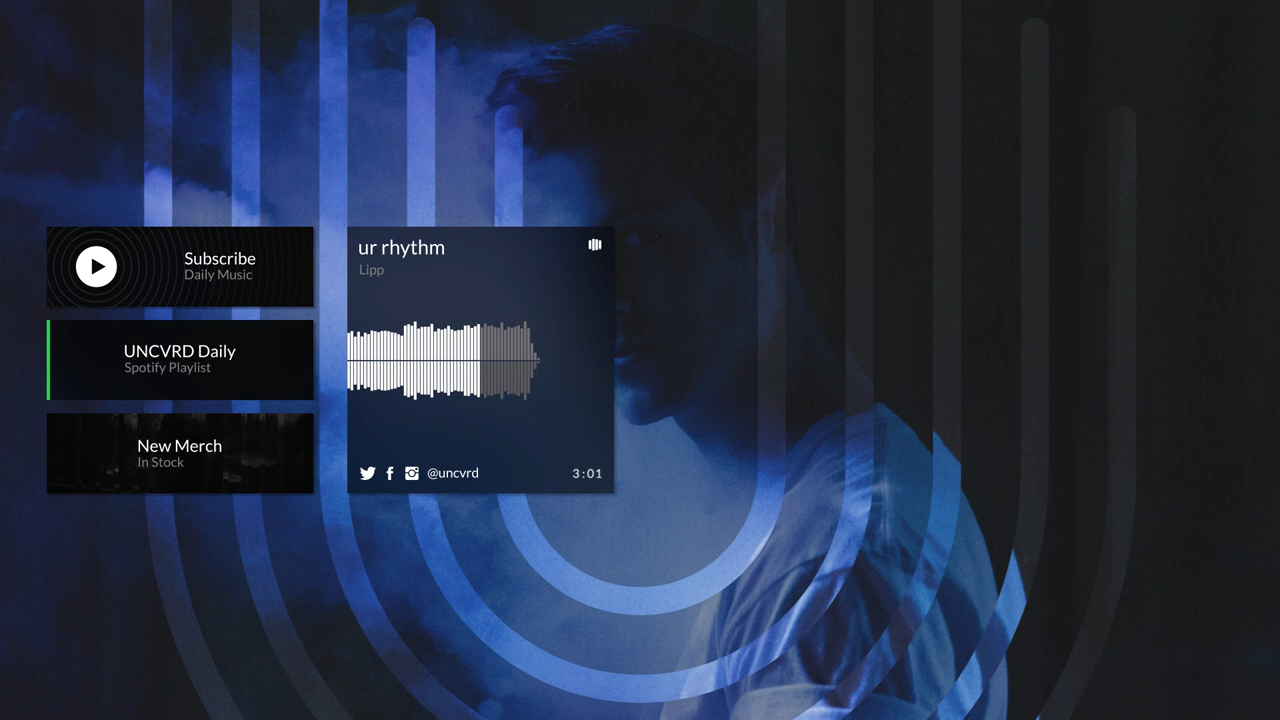 Subscribe
Daily Music
UNCVRD Daily
Spotify Playlist
New Merch
In Stock
ur rhythm
Lipp
@uncvrd
3:01